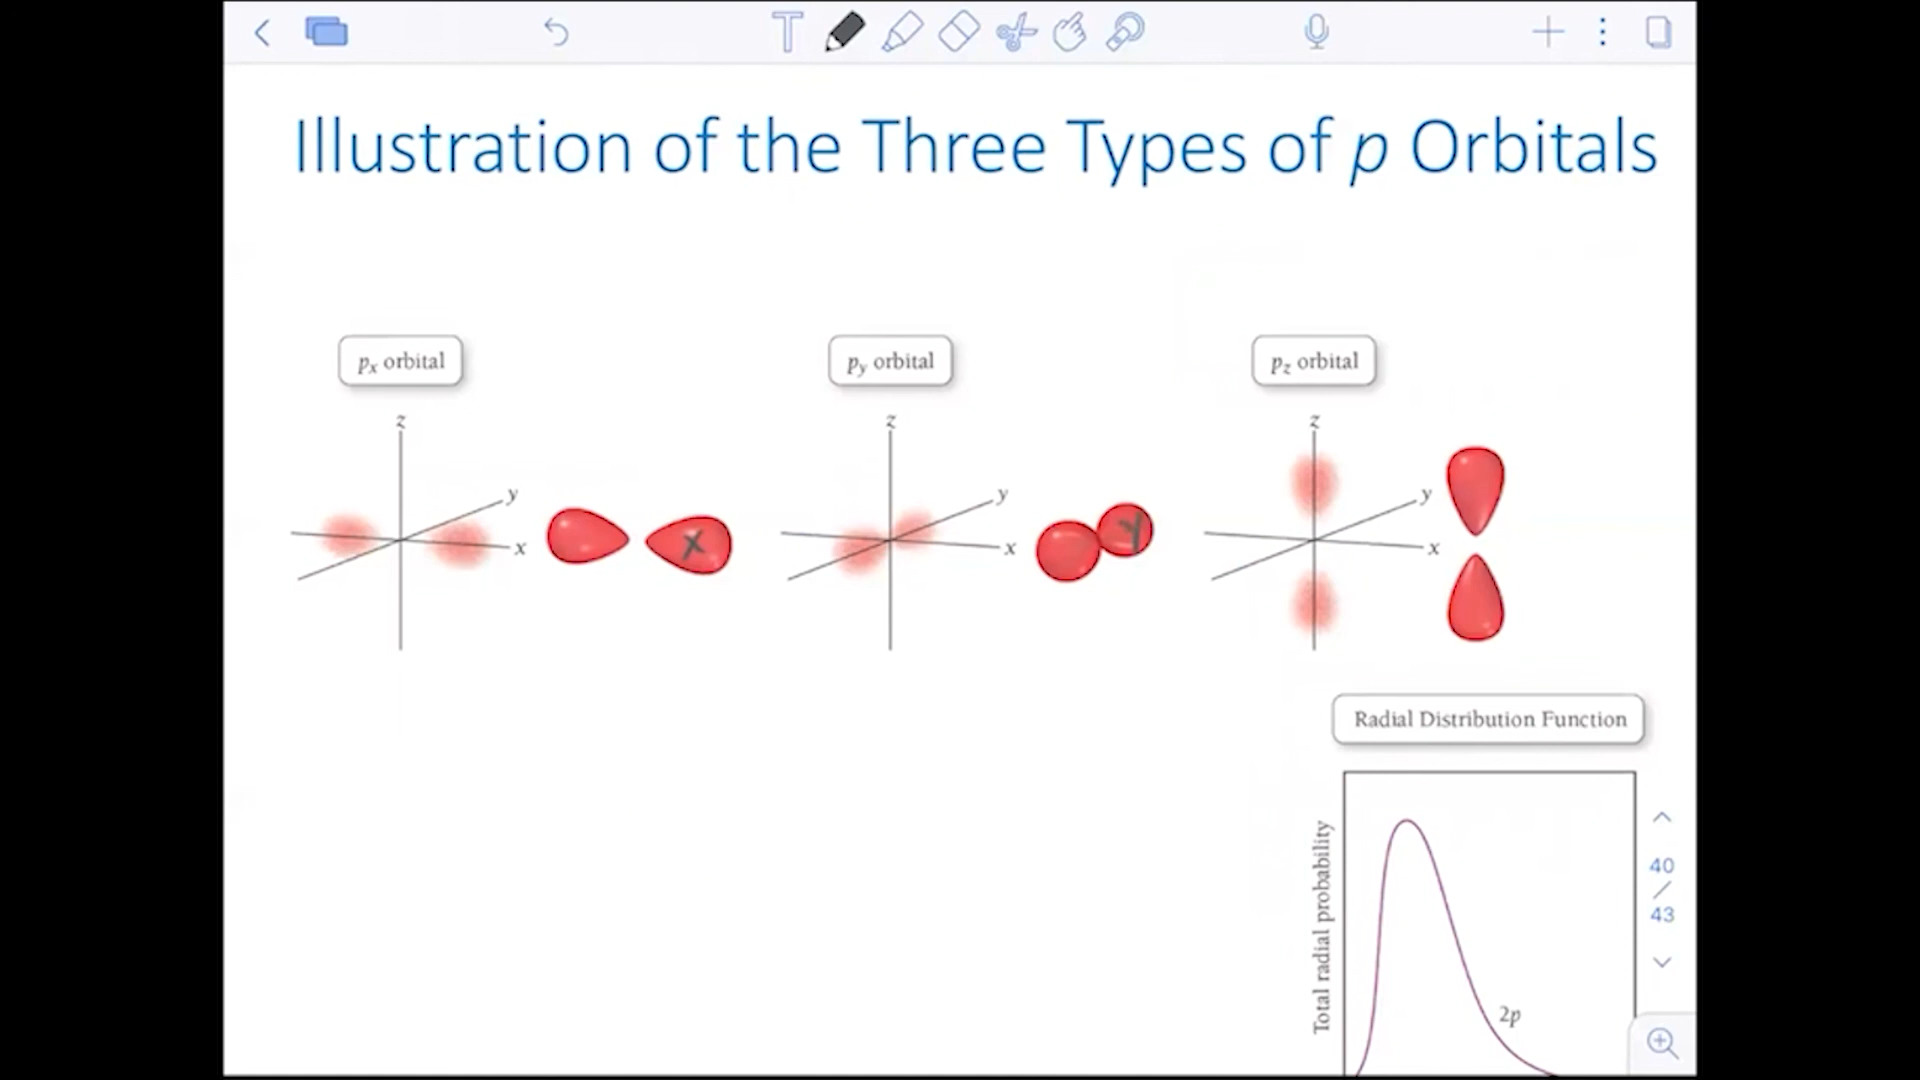 Illustration of the Three Types of p Orbitals
px orbital
py orbital
pz orbital
z
z
z
y
y
y
x
x
x
X
Y
Radial Distribution Function
Total radial probability
2p
40
/
43
T